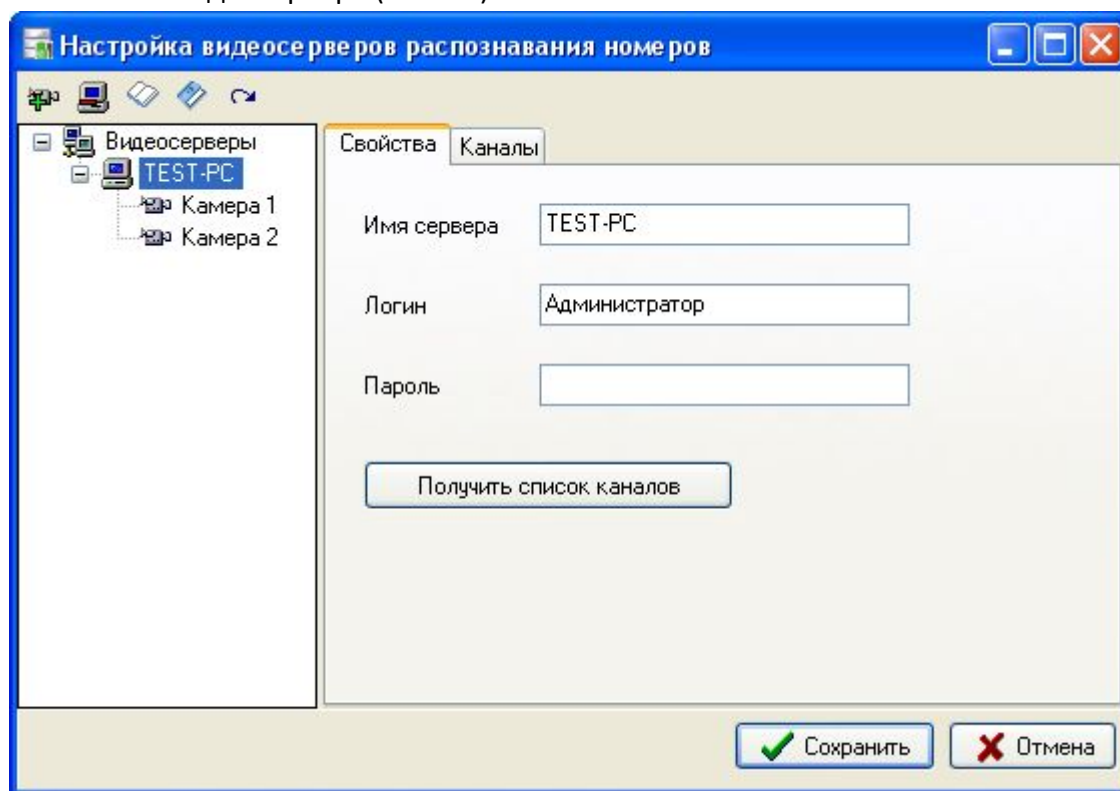 Настройка видеосерверов распознавания номеров
Видеосерверы
TEST-PC
Камера 1
Камера 2
Свойства
Каналы
Имя сервера
TEST-PC
Логин
Администратор
Пароль
Получить список каналов
Сохранить
Отмена